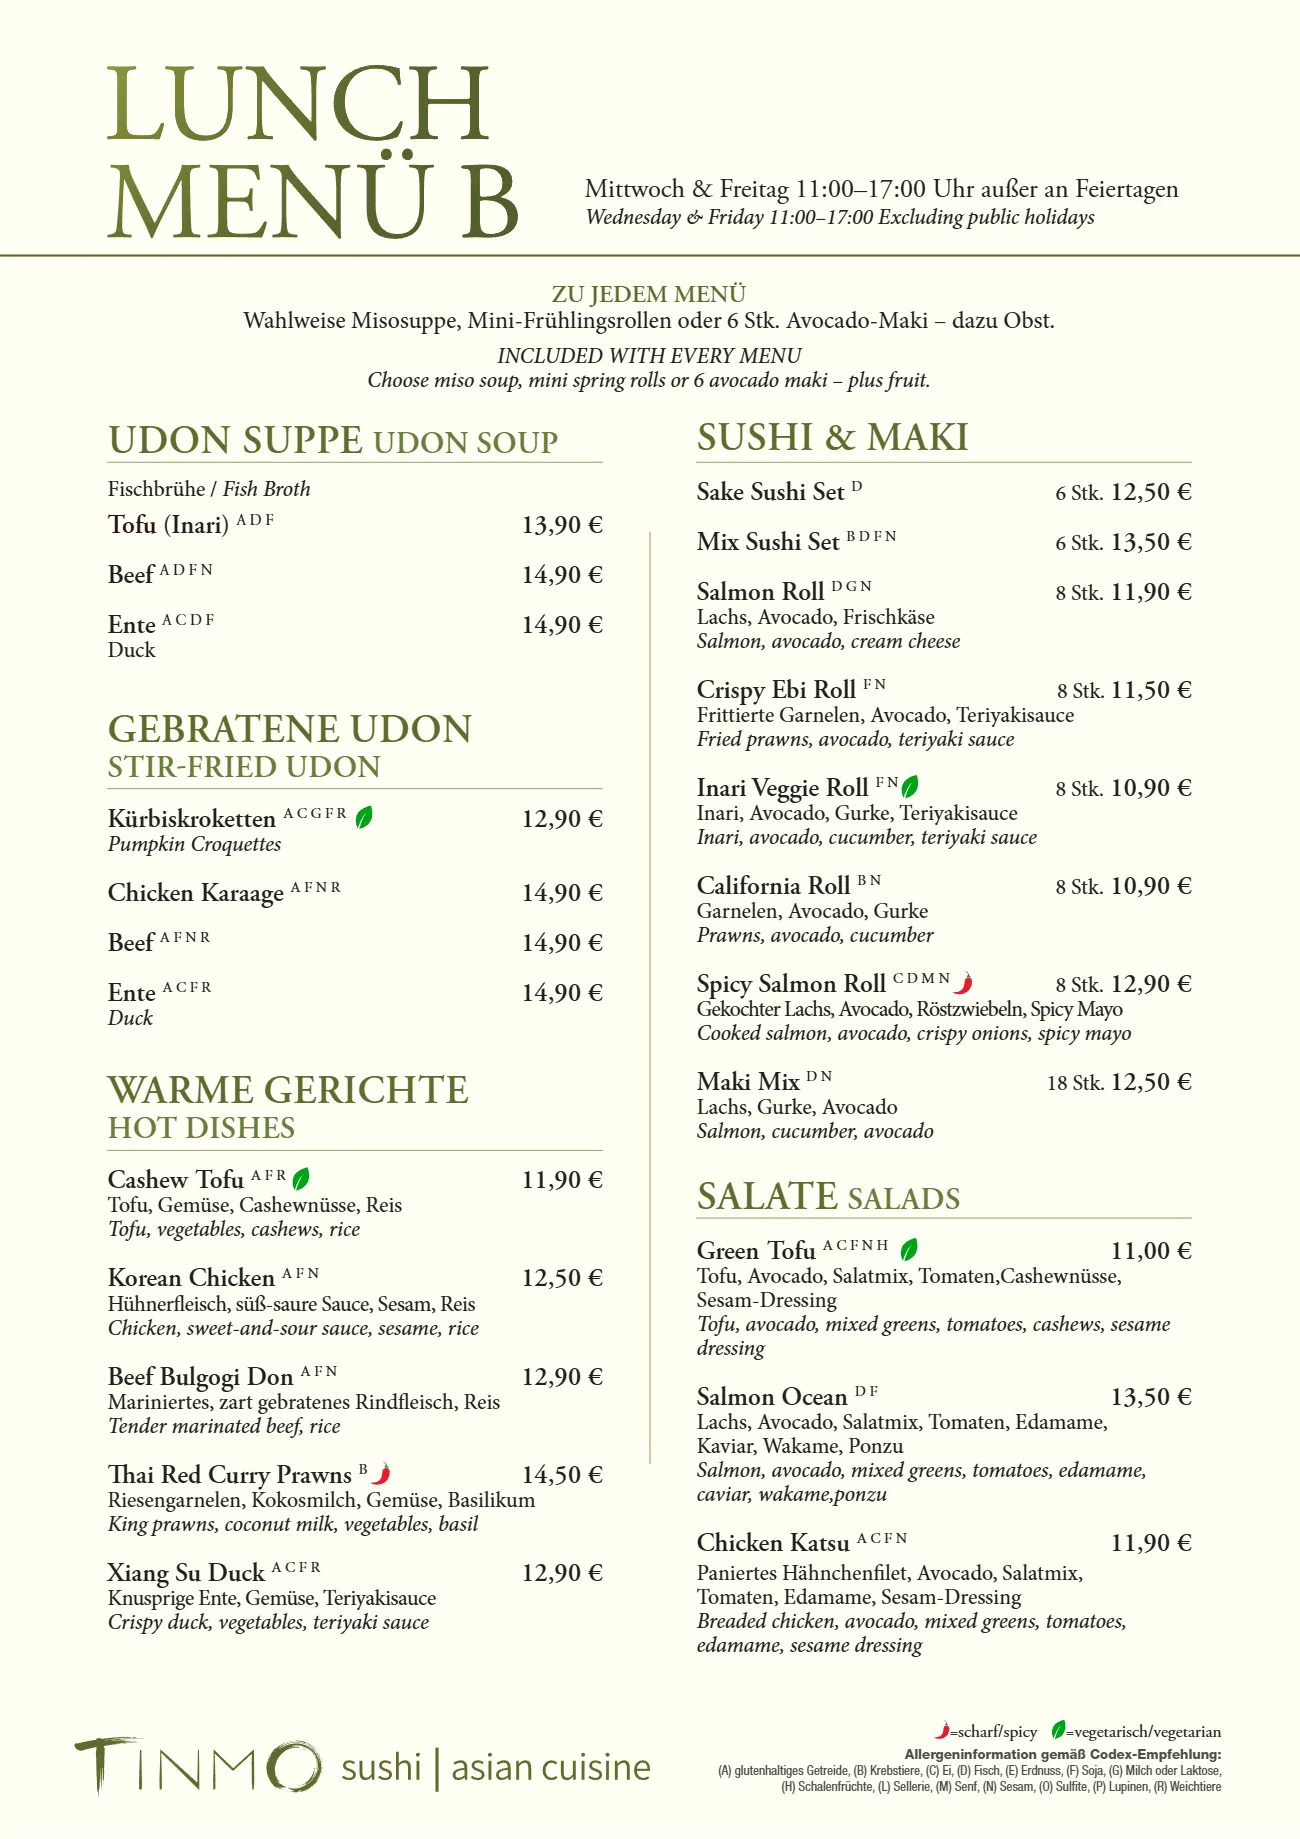 LUNCH
MENÜ B
Mittwoch & Freitag 11:00–17:00 Uhr außer an Feiertagen
Wednesday & Friday 11:00–17:00 Excluding public holidays
ZU JEDEM MENÜ
Wahlweise Misosuppe, Mini-Frühlingsrollen oder 6 Stk. Avocado-Maki – dazu Obst.
INCLUDED WITH EVERY MENU
Choose miso soup, mini spring rolls or 6 avocado maki – plus fruit.
UDON SUPPE UDON SOUP
Fischbrühe / Fish Broth
Tofu (Inari) A D F 13,90 €
Beef A D F N 14,90 €
Ente A C D F 14,90 €
Duck
GEBRATENE UDON
STIR-FRIED UDON
Kürbiskroketten A C G F R 12,90 €
Pumpkin Croquettes
Chicken Karaage A F N R 14,90 €
Beef A F N R 14,90 €
Ente A C F R 14,90 €
Duck
WARME GERICHTE
HOT DISHES
Cashew Tofu A F R 11,90 €
Tofu, Gemüse, Cashewnüsse, Reis
Tofu, vegetables, cashews, rice
Korean Chicken A F N 12,50 €
Hühnerfleisch, süß-saure Sauce, Sesam, Reis
Chicken, sweet-and-sour sauce, sesame, rice
Beef Bulgogi Don A F N 12,90 €
Mariniertes, zart gebratenes Rindfleisch, Reis
Tender marinated beef, rice
Thai Red Curry Prawns B 14,50 €
Riesengarnelen, Kokosmilch, Gemüse, Basilikum
King prawns, coconut milk, vegetables, basil
Xiang Su Duck A C F R 12,90 €
Knusprige Ente, Gemüse, Teriyakisauce
Crispy duck, vegetables, teriyaki sauce
SUSHI & MAKI
Sake Sushi Set D 6 Stk. 12,50 €
Mix Sushi Set B D F N 6 Stk. 13,50 €
Salmon Roll D G N 8 Stk. 11,90 €
Lachs, Avocado, Frischkäse
Salmon, avocado, cream cheese
Crispy Ebi Roll F N 8 Stk. 11,50 €
Frittierte Garnelen, Avocado, Teriyakisauce
Fried prawns, avocado, teriyaki sauce
Inari Veggie Roll F N 8 Stk. 10,90 €
Inari, Avocado, Gurke, Teriyakisauce
Inari, avocado, cucumber, teriyaki sauce
California Roll B N 8 Stk. 10,90 €
Garnelen, Avocado, Gurke
Prawns, avocado, cucumber
Spicy Salmon Roll C D M N 8 Stk. 12,90 €
Gekochter Lachs, Avocado, Röstzwiebeln, Spicy Mayo
Cooked salmon, avocado, crispy onions, spicy mayo
Maki Mix D N 18 Stk. 12,50 €
Lachs, Gurke, Avocado
Salmon, cucumber, avocado
SALATE SALADS
Green Tofu A C F N H 11,00 €
Tofu, Avocado, Salatmix, Tomaten,Cashewnüsse,
Sesam-Dressing
Tofu, avocado, mixed greens, tomatoes, cashews, sesame
dressing
Salmon Ocean D F 13,50 €
Lachs, Avocado, Salatmix, Tomaten, Edamame,
Kaviar, Wakame, Ponzu
Salmon, avocado, mixed greens, tomatoes, edamame,
caviar, wakame,ponzu
Chicken Katsu A C F N 11,90 €
Paniertes Hähnchenfilet, Avocado, Salatmix,
Tomaten, Edamame, Sesam-Dressing
Breaded chicken, avocado, mixed greens, tomatoes,
edamame, sesame dressing
TINMO sushi | asian cuisine
=scharf/spicy =vegetarisch/vegetarian
Allergeninformation gemäß Codex-Empfehlung:
(A) glutenhaltiges Getreide, (B) Krebstiere, (C) Ei, (D) Fisch, (E) Erdnuss, (F) Soja, (G) Milch oder Laktose,
(H) Schalenfrüchte, (L) Sellerie, (M) Senf, (N) Sesam, (O) Sulfite, (P) Lupinen, (R) Weichtiere